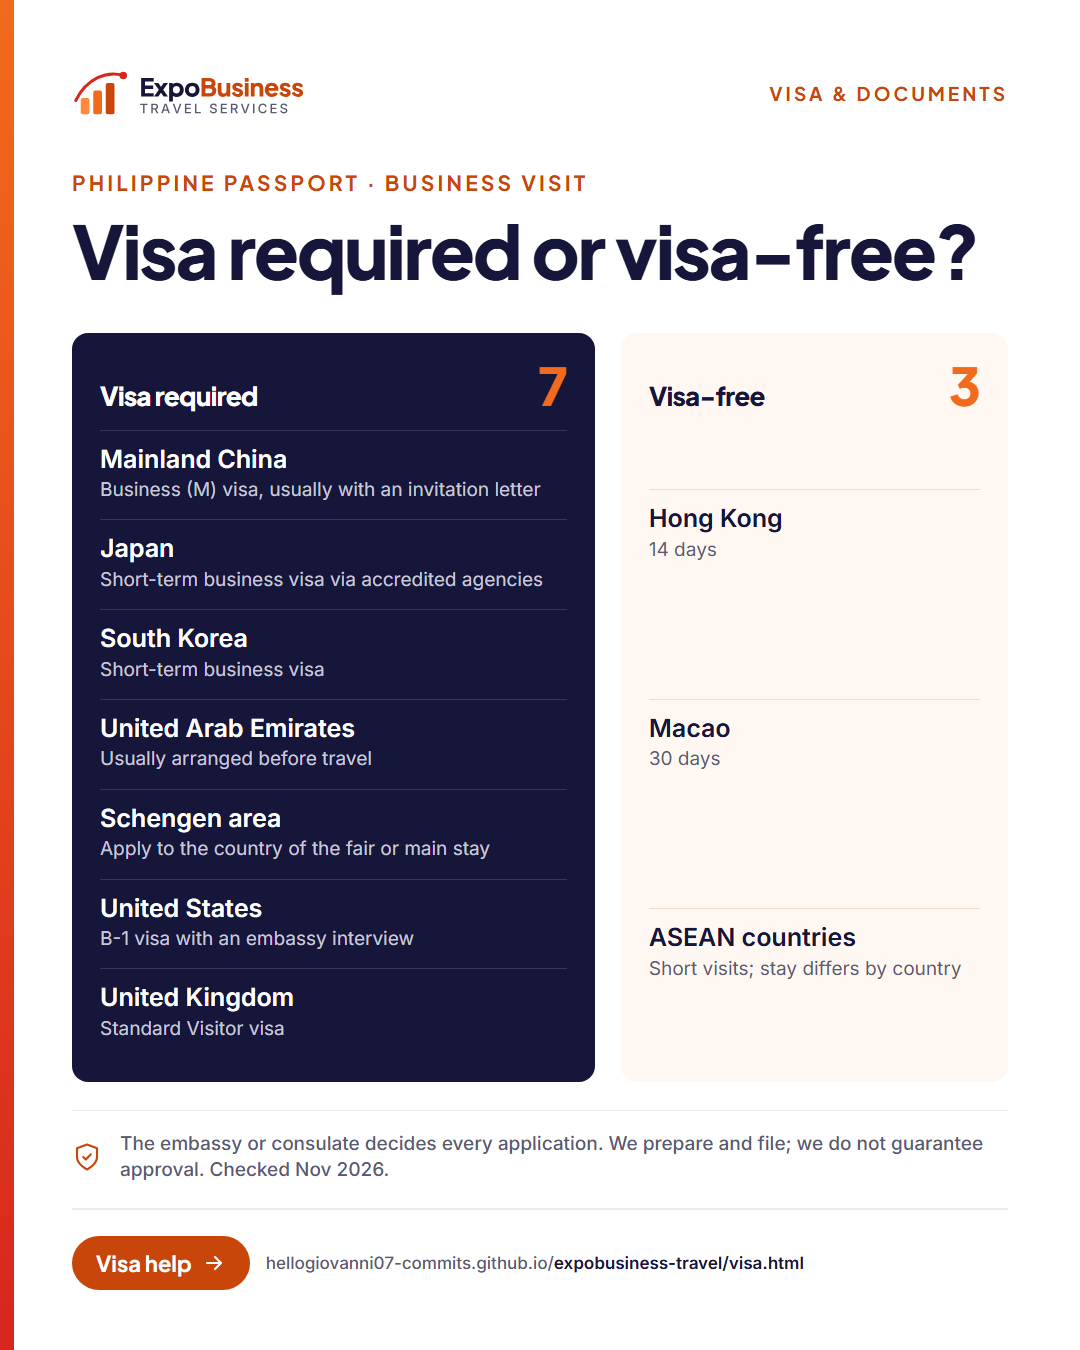 ExpoBusiness
TRAVEL SERVICES
VISA & DOCUMENTS
PHILIPPINE PASSPORT · BUSINESS VISIT
Visa required or visa-free?
Visa required
7
Mainland China
Business (M) visa, usually with an invitation letter
Japan
Short-term business visa via accredited agencies
South Korea
Short-term business visa
United Arab Emirates
Usually arranged before travel
Schengen area
Apply to the country of the fair or main stay
United States
B-1 visa with an embassy interview
United Kingdom
Standard Visitor visa
Visa-free
3
Hong Kong
14 days
Macao
30 days
ASEAN countries
Short visits; stay differs by country
The embassy or consulate decides every application. We prepare and file; we do not guarantee
approval. Checked Nov 2026.
Visa help →
hellogiovanni07-commits.github.io/expobusiness-travel/visa.html